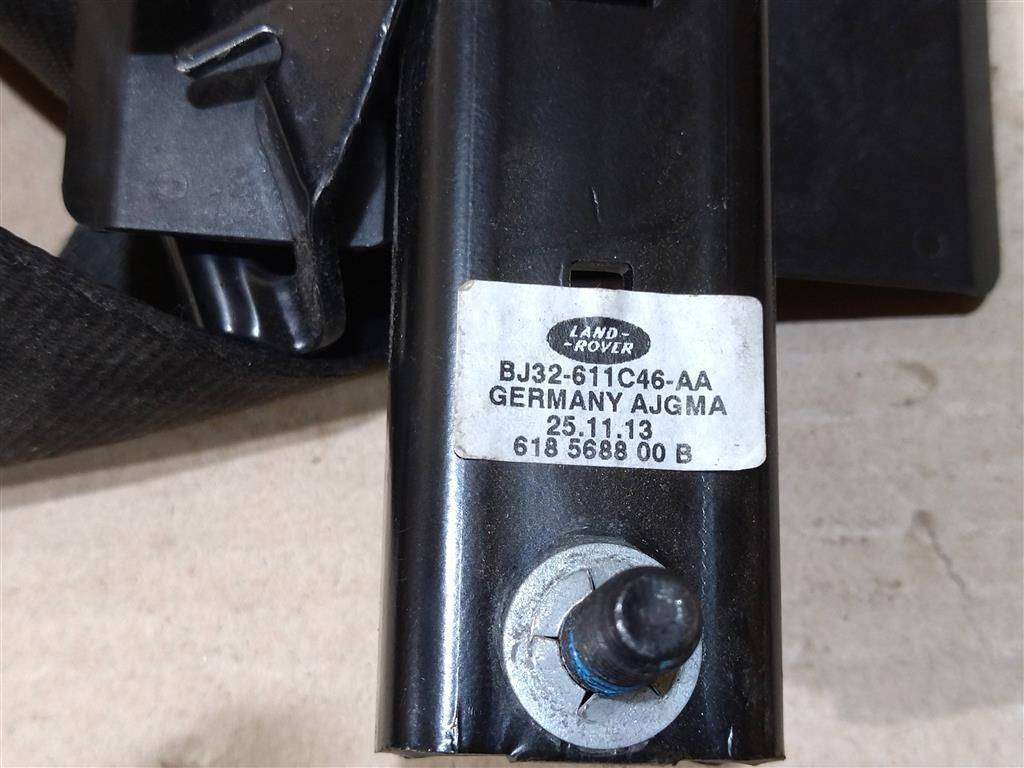 LAND-
-ROVER
BJ32-611C46-AA
GERMANY AJGMA
25.11.13
618 5688 00 B